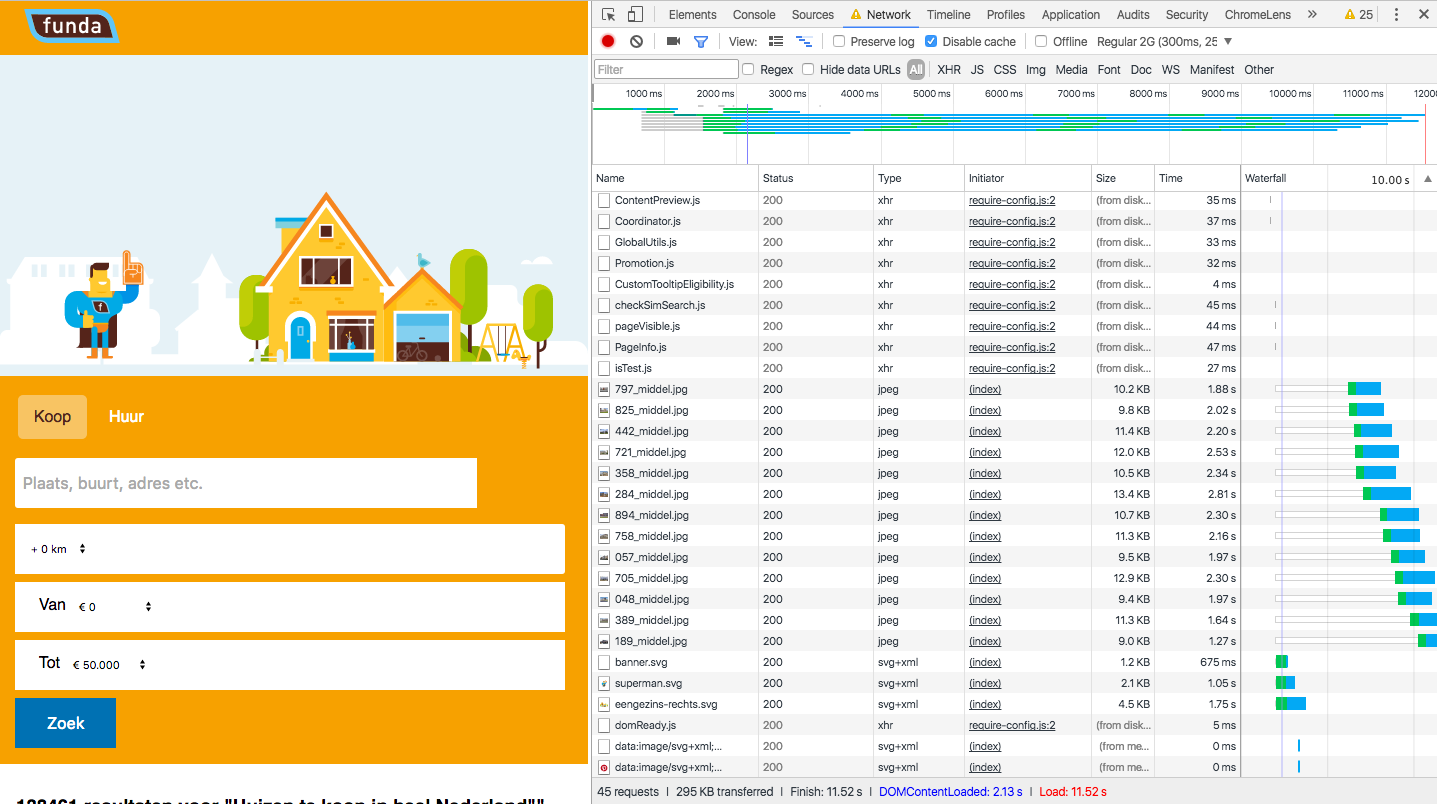 funda
Koop Huur
Plaats, buurt, adres etc.
+ 0 km
Van € 0
Tot € 50.000
Zoek
Elements Console Sources Network Timeline Profiles Application Audits Security ChromeLens » 25
View: Preserve log Disable cache Offline Regular 2G (300ms, 25
Filter Regex Hide data URLs All XHR JS CSS Img Media Font Doc WS Manifest Other
1000 ms 2000 ms 3000 ms 4000 ms 5000 ms 6000 ms 7000 ms 8000 ms 9000 ms 10000 ms 11000 ms 1200
Name Status Type Initiator Size Time Waterfall 10.00 s
ContentPreview.js 200 xhr require-config.js:2 (from disk... 35 ms
Coordinator.js 200 xhr require-config.js:2 (from disk... 37 ms
GlobalUtils.js 200 xhr require-config.js:2 (from disk... 33 ms
Promotion.js 200 xhr require-config.js:2 (from disk... 32 ms
CustomTooltipEligibility.js 200 xhr require-config.js:2 (from disk... 4 ms
checkSimSearch.js 200 xhr require-config.js:2 (from disk... 45 ms
pageVisible.js 200 xhr require-config.js:2 (from disk... 44 ms
PageInfo.js 200 xhr require-config.js:2 (from disk... 47 ms
isTest.js 200 xhr require-config.js:2 (from disk... 27 ms
797_middel.jpg 200 jpeg (index) 10.2 KB 1.88 s
825_middel.jpg 200 jpeg (index) 9.8 KB 2.02 s
442_middel.jpg 200 jpeg (index) 11.4 KB 2.20 s
721_middel.jpg 200 jpeg (index) 12.0 KB 2.53 s
358_middel.jpg 200 jpeg (index) 10.5 KB 2.34 s
284_middel.jpg 200 jpeg (index) 13.4 KB 2.81 s
894_middel.jpg 200 jpeg (index) 10.7 KB 2.30 s
758_middel.jpg 200 jpeg (index) 11.3 KB 2.16 s
057_middel.jpg 200 jpeg (index) 9.5 KB 1.97 s
705_middel.jpg 200 jpeg (index) 12.9 KB 2.30 s
048_middel.jpg 200 jpeg (index) 9.4 KB 1.97 s
389_middel.jpg 200 jpeg (index) 11.3 KB 1.64 s
189_middel.jpg 200 jpeg (index) 9.0 KB 1.27 s
banner.svg 200 svg+xml (index) 1.2 KB 675 ms
superman.svg 200 svg+xml (index) 2.1 KB 1.05 s
eengezins-rechts.svg 200 svg+xml (index) 4.5 KB 1.75 s
domReady.js 200 xhr require-config.js:2 (from disk... 5 ms
data:image/svg+xml;... 200 svg+xml (index) (from me... 0 ms
data:image/svg+xml;... 200 svg+xml (index) (from me... 0 ms
45 requests | 295 KB transferred | Finish: 11.52 s | DOMContentLoaded: 2.13 s | Load: 11.52 s